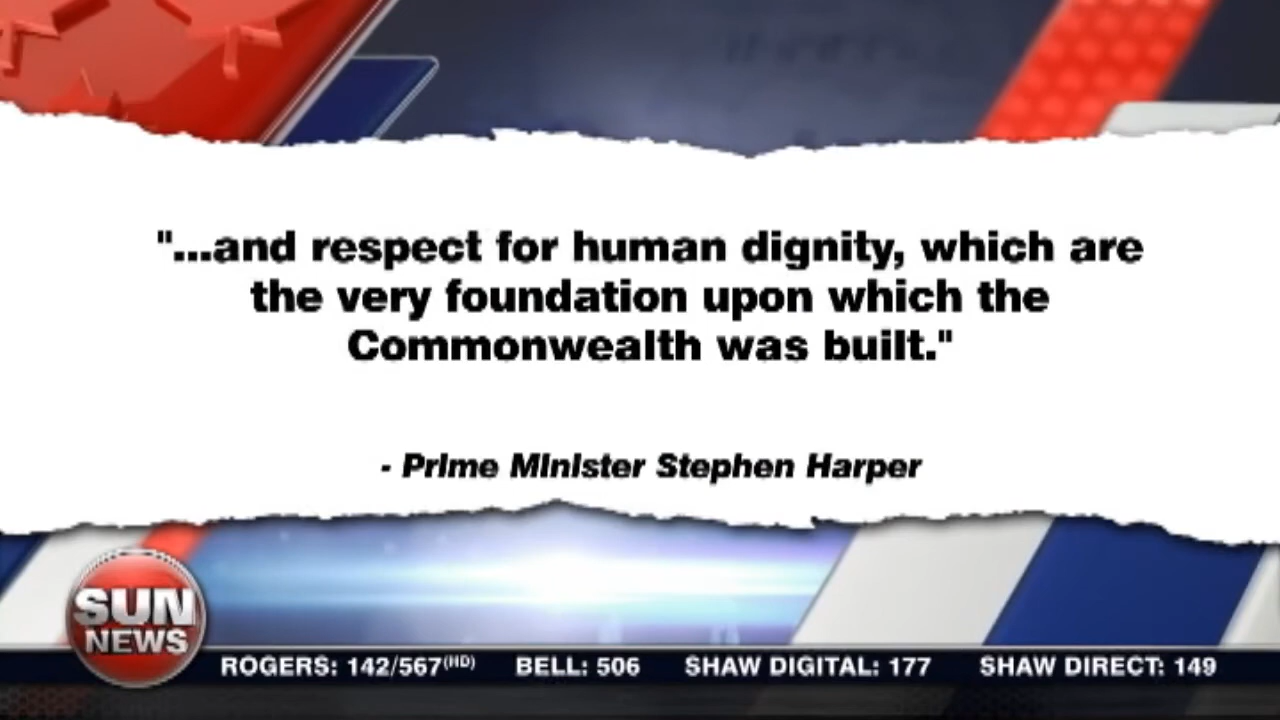 "...and respect for human dignity, which are
the very foundation upon which the
Commonwealth was built."
- Prime Minister Stephen Harper
SUN
NEWS
ROGERS: 142/567(HD) BELL: 506 SHAW DIGITAL: 177 SHAW DIRECT: 149